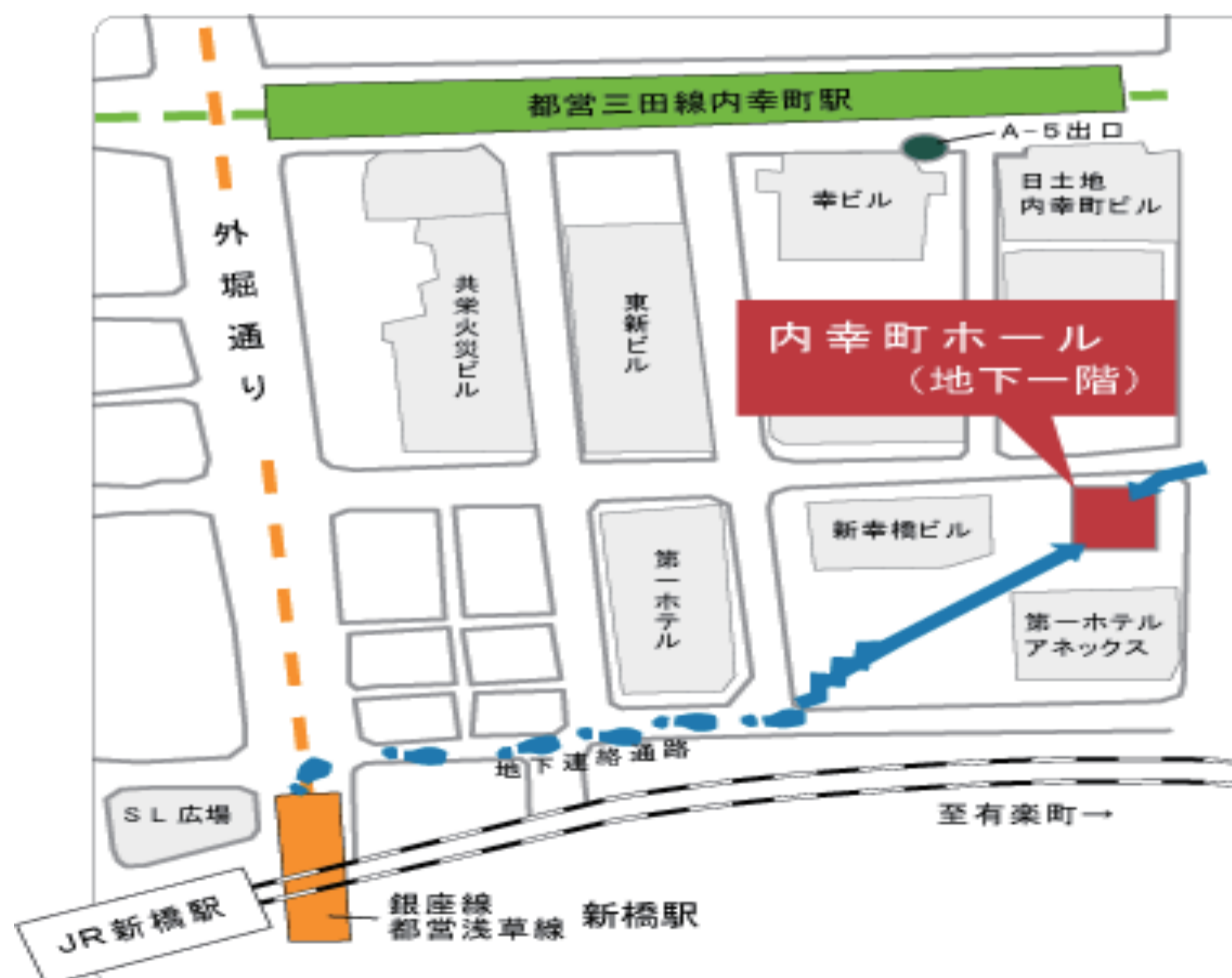 都営三田線内幸町駅
A-5出口
幸ビル
日土地
内幸町ビル
外堀通り
共栄火災ビル
東新ビル
内幸町ホール
（地下一階）
第一ホテル
新幸橋ビル
第一ホテル
アネックス
地下連絡通路
SL広場
至有楽町→
JR新橋駅
銀座線
都営浅草線
新橋駅